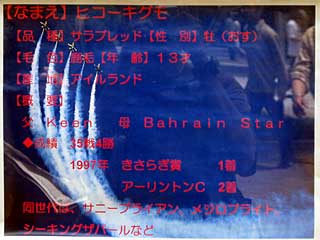 【なまえ】ヒコーキグモ
【品　種】サラブレッド・【性　別】牡（おす）
【毛　色】鹿毛【年　齢】１３才
【産　地】アイルランド
【概　要】
父　Ｋｅｅｎ　母　Ｂａｈｒａｉｎ　Ｓｔａｒ
◆成績　35戦4勝
1997年　きさらぎ賞　1着
アーリントンＣ　2着
同世代は、サニーブライアン、メジロブライト、
シーキングザパールなど